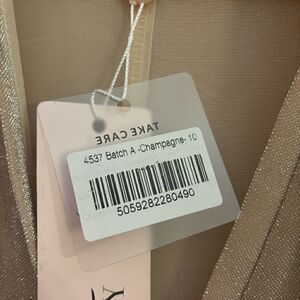 TAKE CARE
4537 Batch A -Champagne- 10
5059282280490
Y